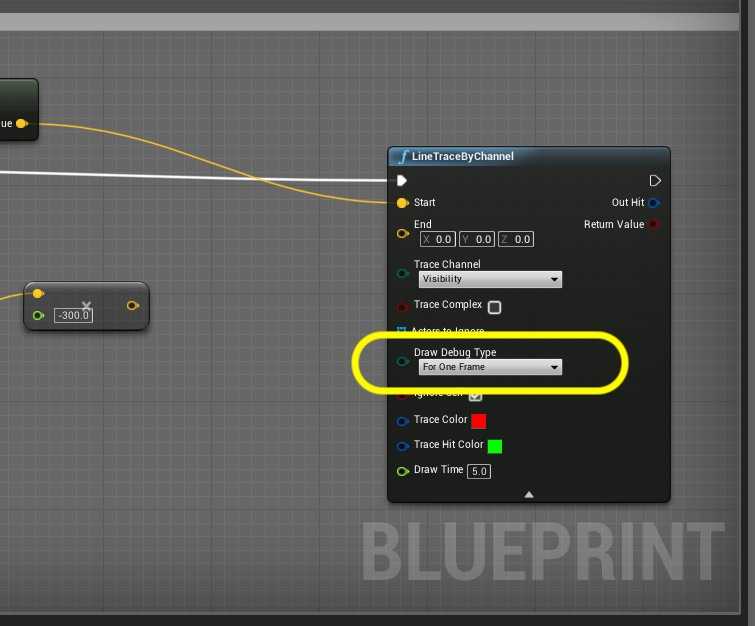 ue
LineTraceByChannel
Start
Out Hit
End
Return Value
X 0.0 Y 0.0 Z 0.0
Trace Channel
Visibility
-300.0
Trace Complex
Actors to Ignore
Draw Debug Type
For One Frame
Ignore Self
Trace Color
Trace Hit Color
Draw Time 5.0
BLUEPRINT